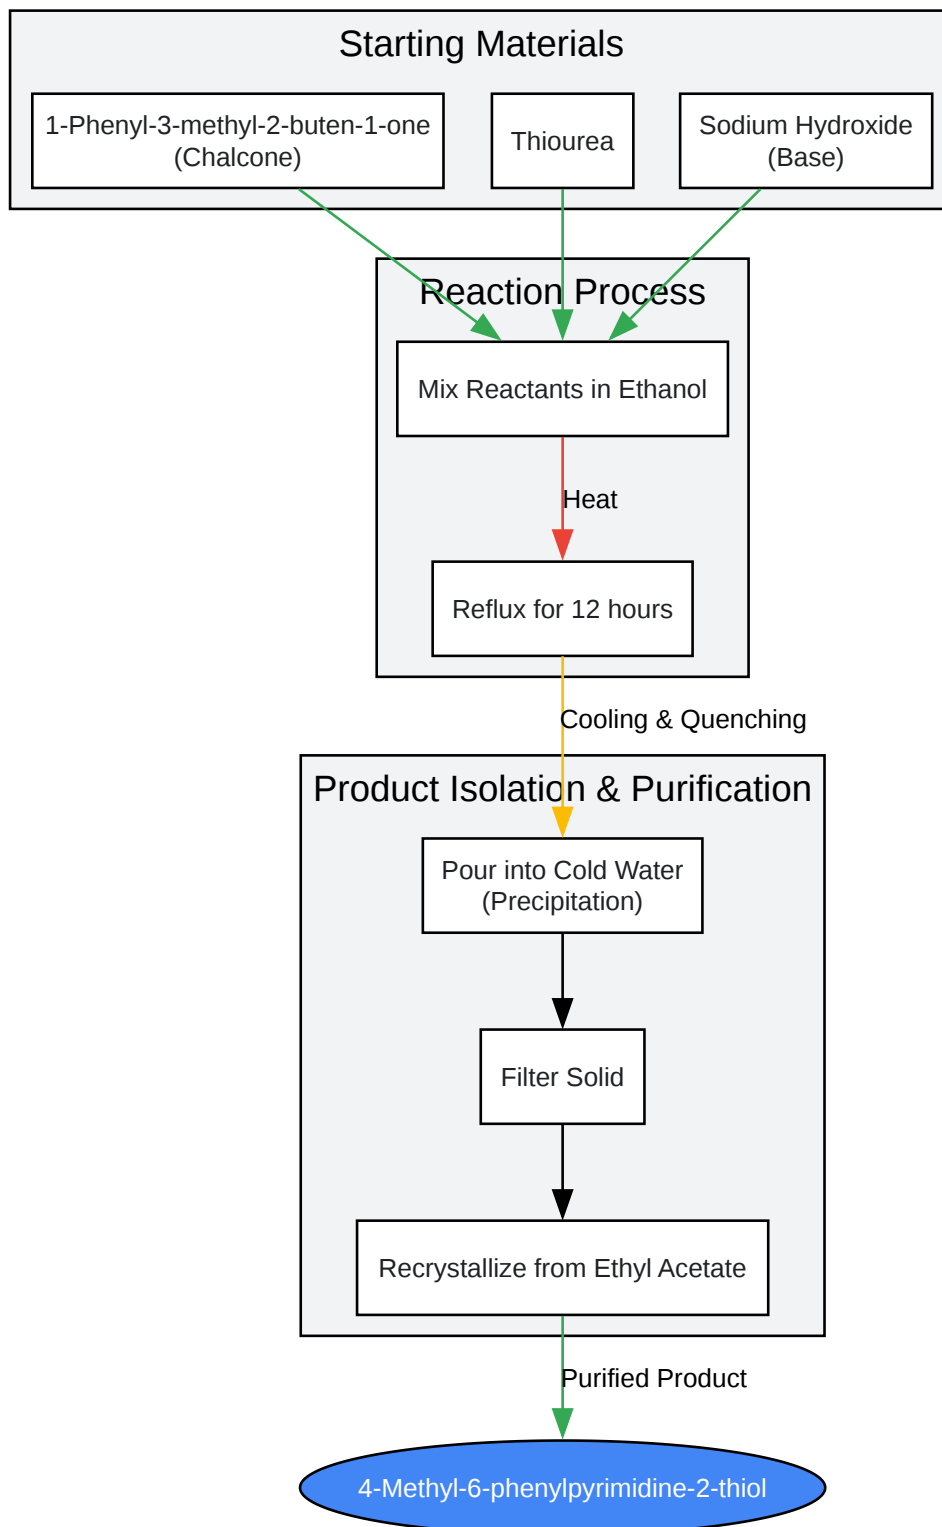 Starting Materials
1-Phenyl-3-methyl-2-buten-1-one
(Chalcone)
Thiourea
Sodium Hydroxide
(Base)
Reaction Process
Mix Reactants in Ethanol
Heat
Reflux for 12 hours
Cooling & Quenching
Product Isolation & Purification
Pour into Cold Water
(Precipitation)
Filter Solid
Recrystallize from Ethyl Acetate
Purified Product
4-Methyl-6-phenylpyrimidine-2-thiol